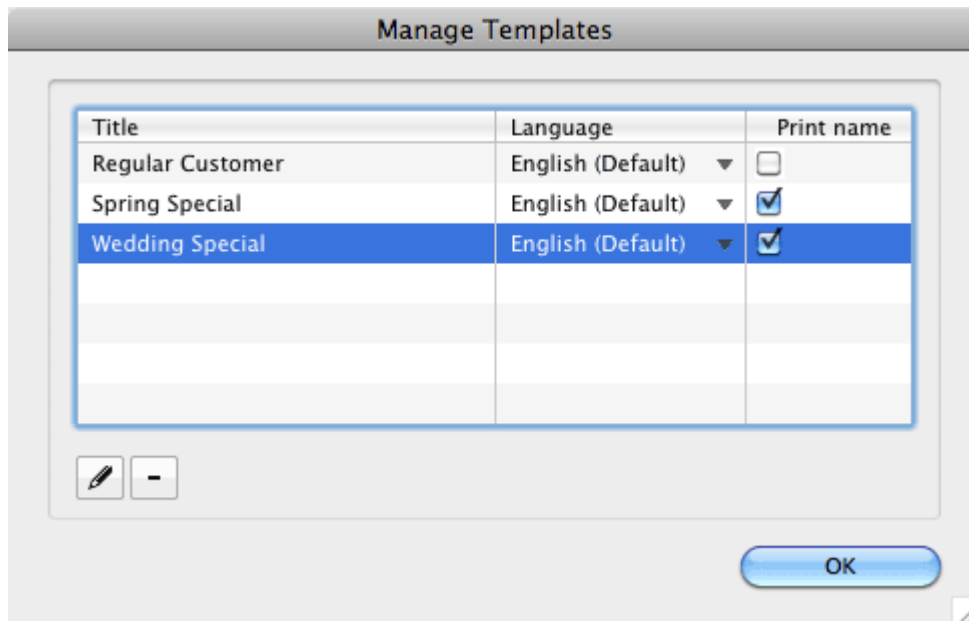 Manage Templates
Title Language Print name
Regular Customer English (Default)
Spring Special English (Default)
Wedding Special English (Default)
-
OK